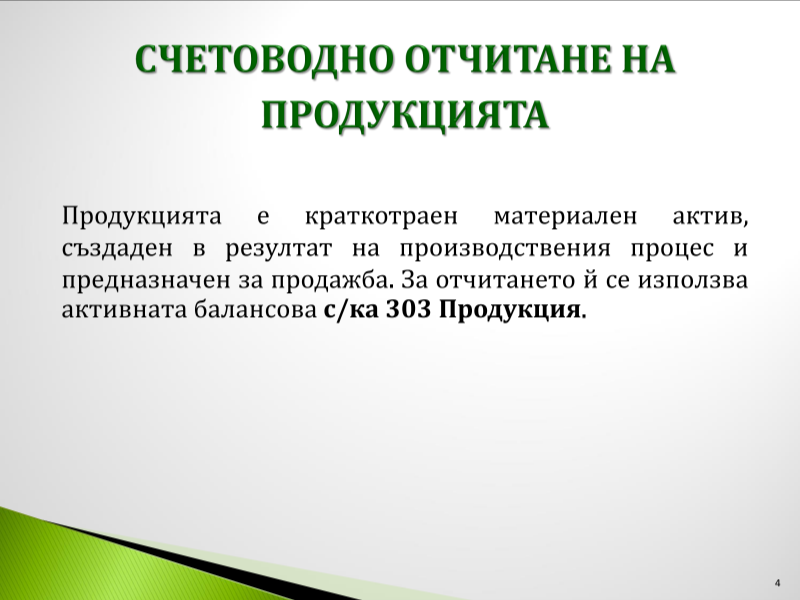 СЧЕТОВОДНО ОТЧИТАНЕ НА
ПРОДУКЦИЯТА
Продукцията е краткотраен материален актив,
създаден в резултат на производствения процес и
предназначен за продажба. За отчитането ѝ се използва
активната балансова с/ка 303 Продукция.
4